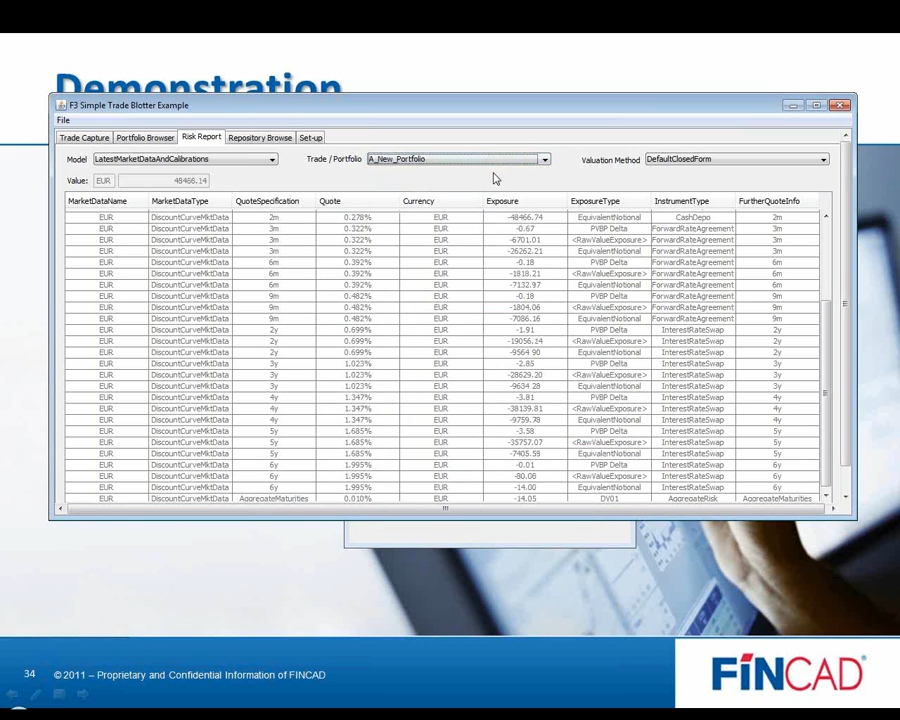 Demonstration
F3 Simple Trade Blotter Example
File
Trade Capture Portfolio Browser Risk Report Repository Browse Set-up
Model LatestMarketDataAndCalibrations Trade / Portfolio A_New_Portfolio Valuation Method DefaultClosedForm
Value: EUR 48466.14
MarketDataName MarketDataType QuoteSpecification Quote Currency Exposure ExposureType InstrumentType FurtherQuoteInfo
EUR DiscountCurveMktData 2m 0.278% EUR -48466.74 EquivalentNotional CashDepo 2m
EUR DiscountCurveMktData 3m 0.322% EUR -0.67 PVBP Delta ForwardRateAgreement 3m
EUR DiscountCurveMktData 3m 0.322% EUR -6701.01 <RawValueExposure> ForwardRateAgreement 3m
EUR DiscountCurveMktData 3m 0.322% EUR -26262.21 EquivalentNotional ForwardRateAgreement 3m
EUR DiscountCurveMktData 6m 0.392% EUR -0.18 PVBP Delta ForwardRateAgreement 6m
EUR DiscountCurveMktData 6m 0.392% EUR -1818.21 <RawValueExposure> ForwardRateAgreement 6m
EUR DiscountCurveMktData 6m 0.392% EUR -7132.97 EquivalentNotional ForwardRateAgreement 6m
EUR DiscountCurveMktData 9m 0.482% EUR -0.18 PVBP Delta ForwardRateAgreement 9m
EUR DiscountCurveMktData 9m 0.482% EUR -1804.06 <RawValueExposure> ForwardRateAgreement 9m
EUR DiscountCurveMktData 9m 0.482% EUR -7086.16 EquivalentNotional ForwardRateAgreement 9m
EUR DiscountCurveMktData 2y 0.699% EUR -1.91 PVBP Delta InterestRateSwap 2y
EUR DiscountCurveMktData 2y 0.699% EUR -19056.14 <RawValueExposure> InterestRateSwap 2y
EUR DiscountCurveMktData 2y 0.699% EUR -9564 90 EquivalentNotional InterestRateSwap 2y
EUR DiscountCurveMktData 3y 1.023% EUR -2.85 PVBP Delta InterestRateSwap 3y
EUR DiscountCurveMktData 3y 1.023% EUR -28629.20 <RawValueExposure> InterestRateSwap 3y
EUR DiscountCurveMktData 3y 1.023% EUR -9634 28 EquivalentNotional InterestRateSwap 3y
EUR DiscountCurveMktData 4y 1.347% EUR -3.81 PVBP Delta InterestRateSwap 4y
EUR DiscountCurveMktData 4y 1.347% EUR -38139.81 <RawValueExposure> InterestRateSwap 4y
EUR DiscountCurveMktData 4y 1.347% EUR -9759.78 EquivalentNotional InterestRateSwap 4y
EUR DiscountCurveMktData 5y 1.685% EUR -3.58 PVBP Delta InterestRateSwap 5y
EUR DiscountCurveMktData 5y 1.685% EUR -35757.07 <RawValueExposure> InterestRateSwap 5y
EUR DiscountCurveMktData 5y 1.685% EUR -7405.59 EquivalentNotional InterestRateSwap 5y
EUR DiscountCurveMktData 6y 1.995% EUR -0.01 PVBP Delta InterestRateSwap 6y
EUR DiscountCurveMktData 6y 1.995% EUR -80.06 <RawValueExposure> InterestRateSwap 6y
EUR DiscountCurveMktData 6y 1.995% EUR -14.00 EquivalentNotional InterestRateSwap 6y
EUR DiscountCurveMktData AggregateMaturities 0.010% EUR -14.05 DV01 AggregateRisk AggregateMaturities
34 ©2011 – Proprietary and Confidential Information of FINCAD
FINCAD®